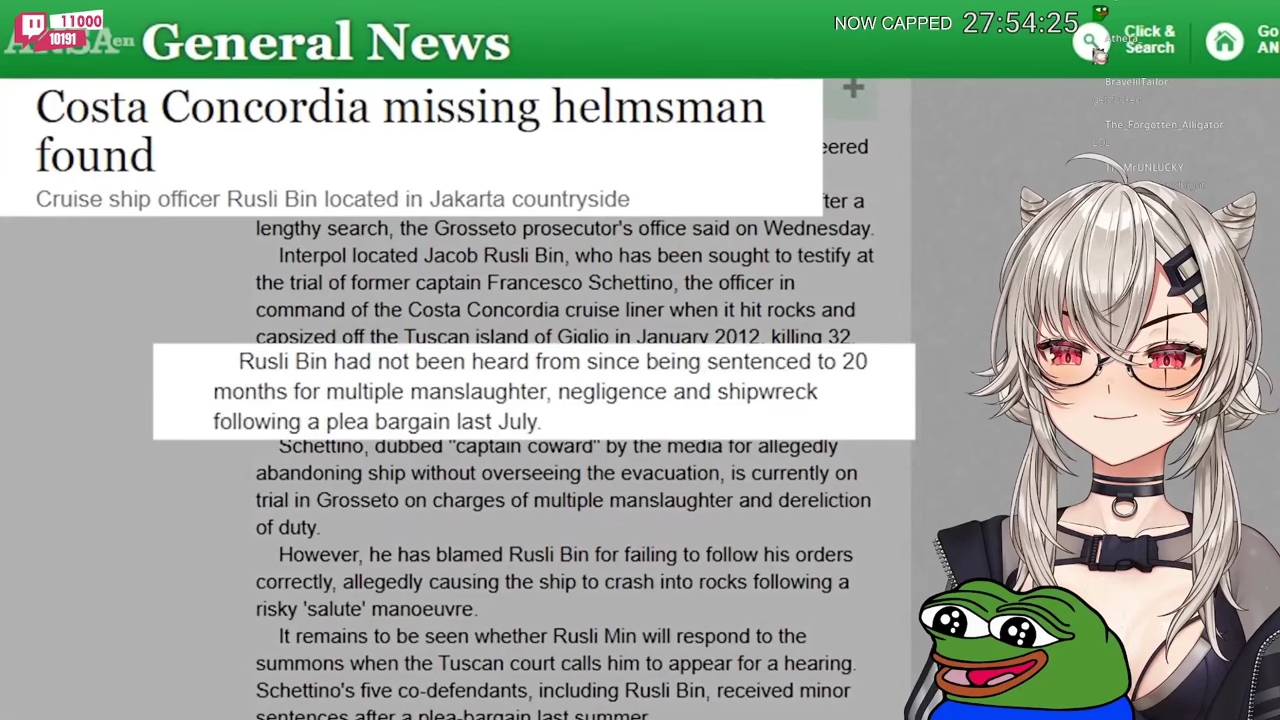 11000
10191
ANSAen General News
NOW CAPPED 27:54:25
Click &
Search
Go
AN
Athera
BravelilTailor
The_Forgotten_Alligator
LOL
Costa Concordia missing helmsman
found
Cruise ship officer Rusli Bin located in Jakarta countryside
eered
fter a
lengthy search, the Grosseto prosecutor's office said on Wednesday.
Interpol located Jacob Rusli Bin, who has been sought to testify at
the trial of former captain Francesco Schettino, the officer in
command of the Costa Concordia cruise liner when it hit rocks and
capsized off the Tuscan island of Giglio in January 2012, killing 32.
Rusli Bin had not been heard from since being sentenced to 20
months for multiple manslaughter, negligence and shipwreck
following a plea bargain last July.
Schettino, dubbed "captain coward" by the media for allegedly
abandoning ship without overseeing the evacuation, is currently on
trial in Grosseto on charges of multiple manslaughter and dereliction
of duty.
However, he has blamed Rusli Bin for failing to follow his orders
correctly, allegedly causing the ship to crash into rocks following a
risky 'salute' manoeuvre.
It remains to be seen whether Rusli Min will respond to the
summons when the Tuscan court calls him to appear for a hearing.
Schettino's five co-defendants, including Rusli Bin, received minor
sentences after a plea-bargain last summer.